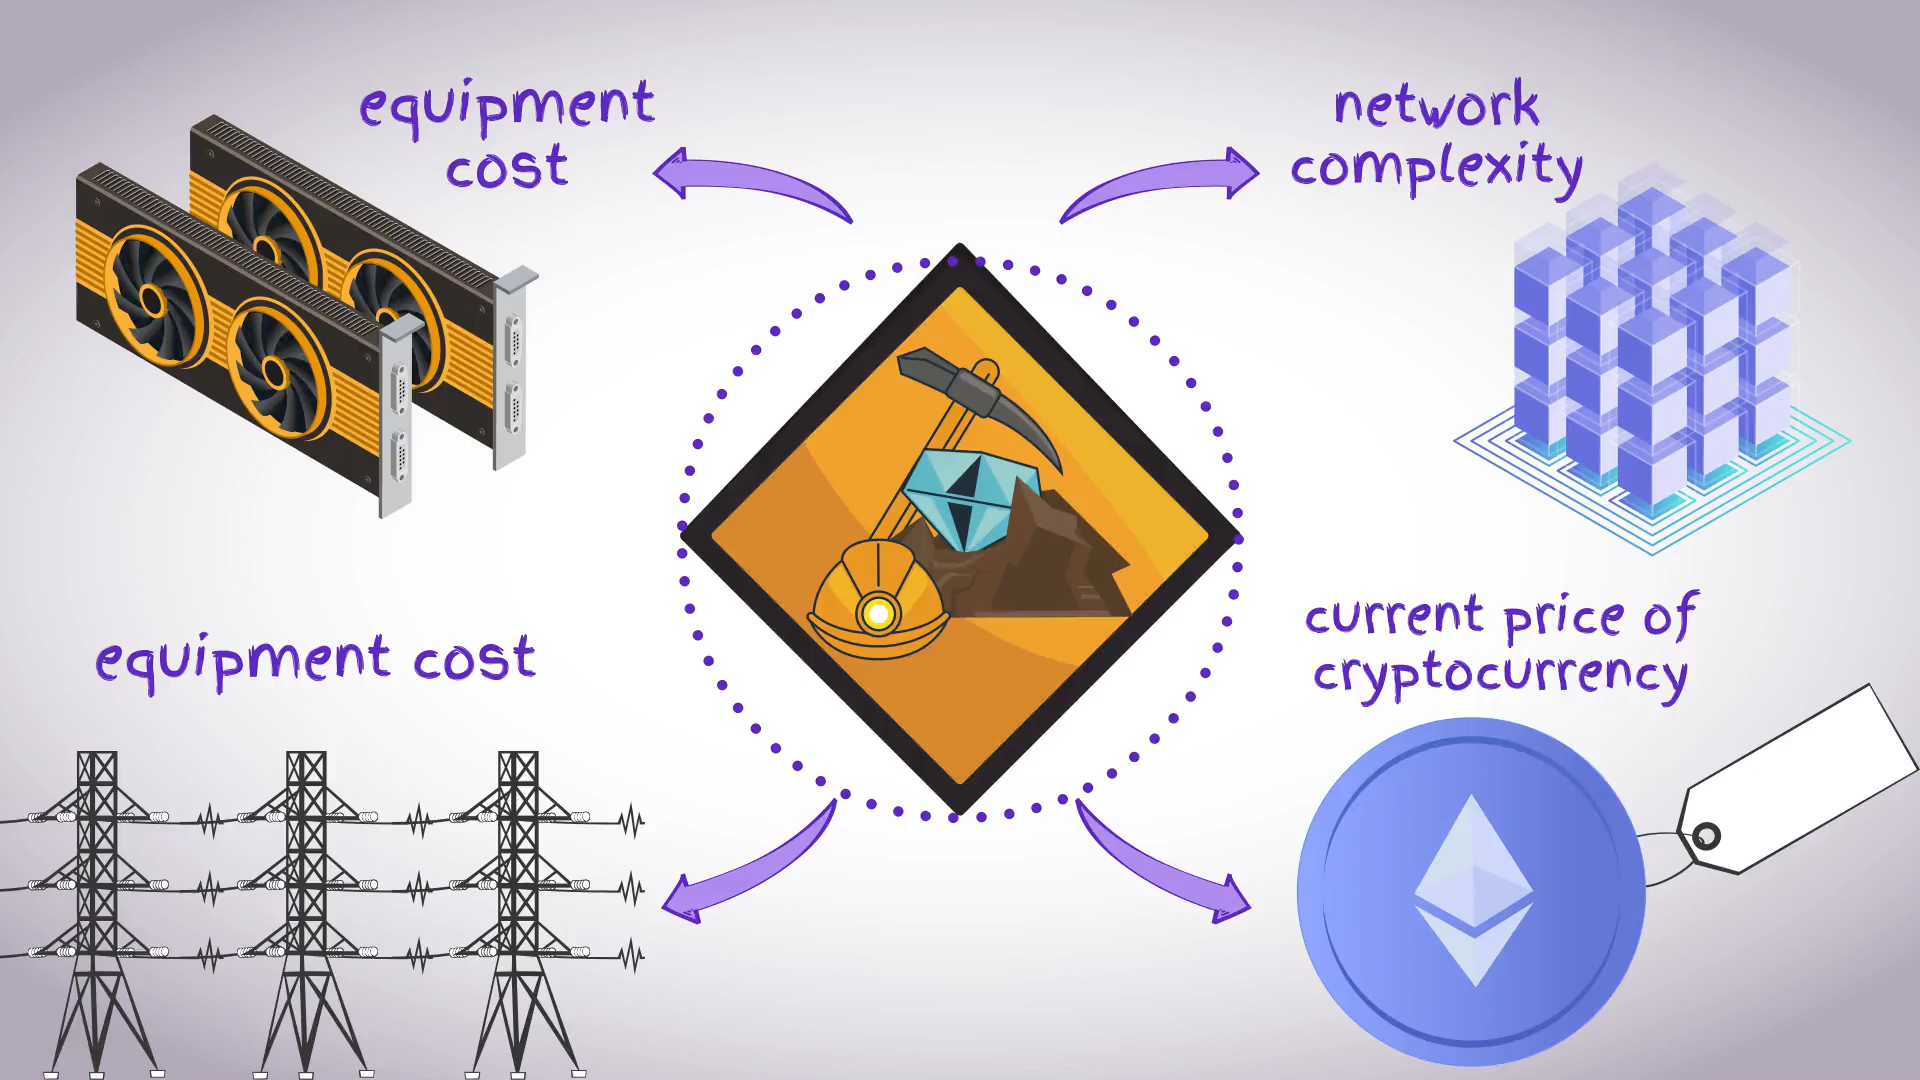 equipment
cost
network
complexity
equipment cost
current price of
cryptocurrency